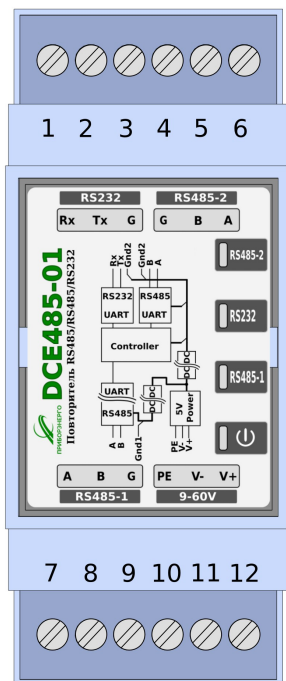 1 2 3 4 5 6
RS232 RS485-2
Rx Tx G G B A
DCE485-01
Повторитель RS485/RS485/RS232
ПРИБОРЭНЕРГО
Rx
Tx
Gnd2
Gnd2
B
A
RS232
UART
RS485
UART
Controller
DC
DC
UART
RS485
DC
DC
5V
Power
A
B
Gnd1
PE
V-
V+
RS485-2
RS232
RS485-1
A B G PE V- V+
RS485-1 9-60V
7 8 9 10 11 12